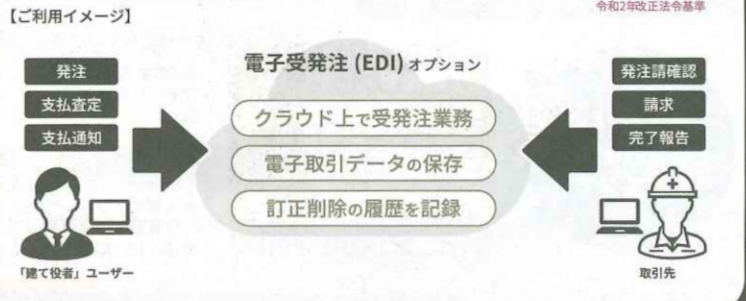 令和2年改正法令基準
【ご利用イメージ】
電子受発注 (EDI) オプション
発注
支払査定
支払通知
クラウド上で受発注業務
電子取引データの保存
訂正削除の履歴を記録
発注請確認
請求
完了報告
「建て役者」ユーザー
取引先